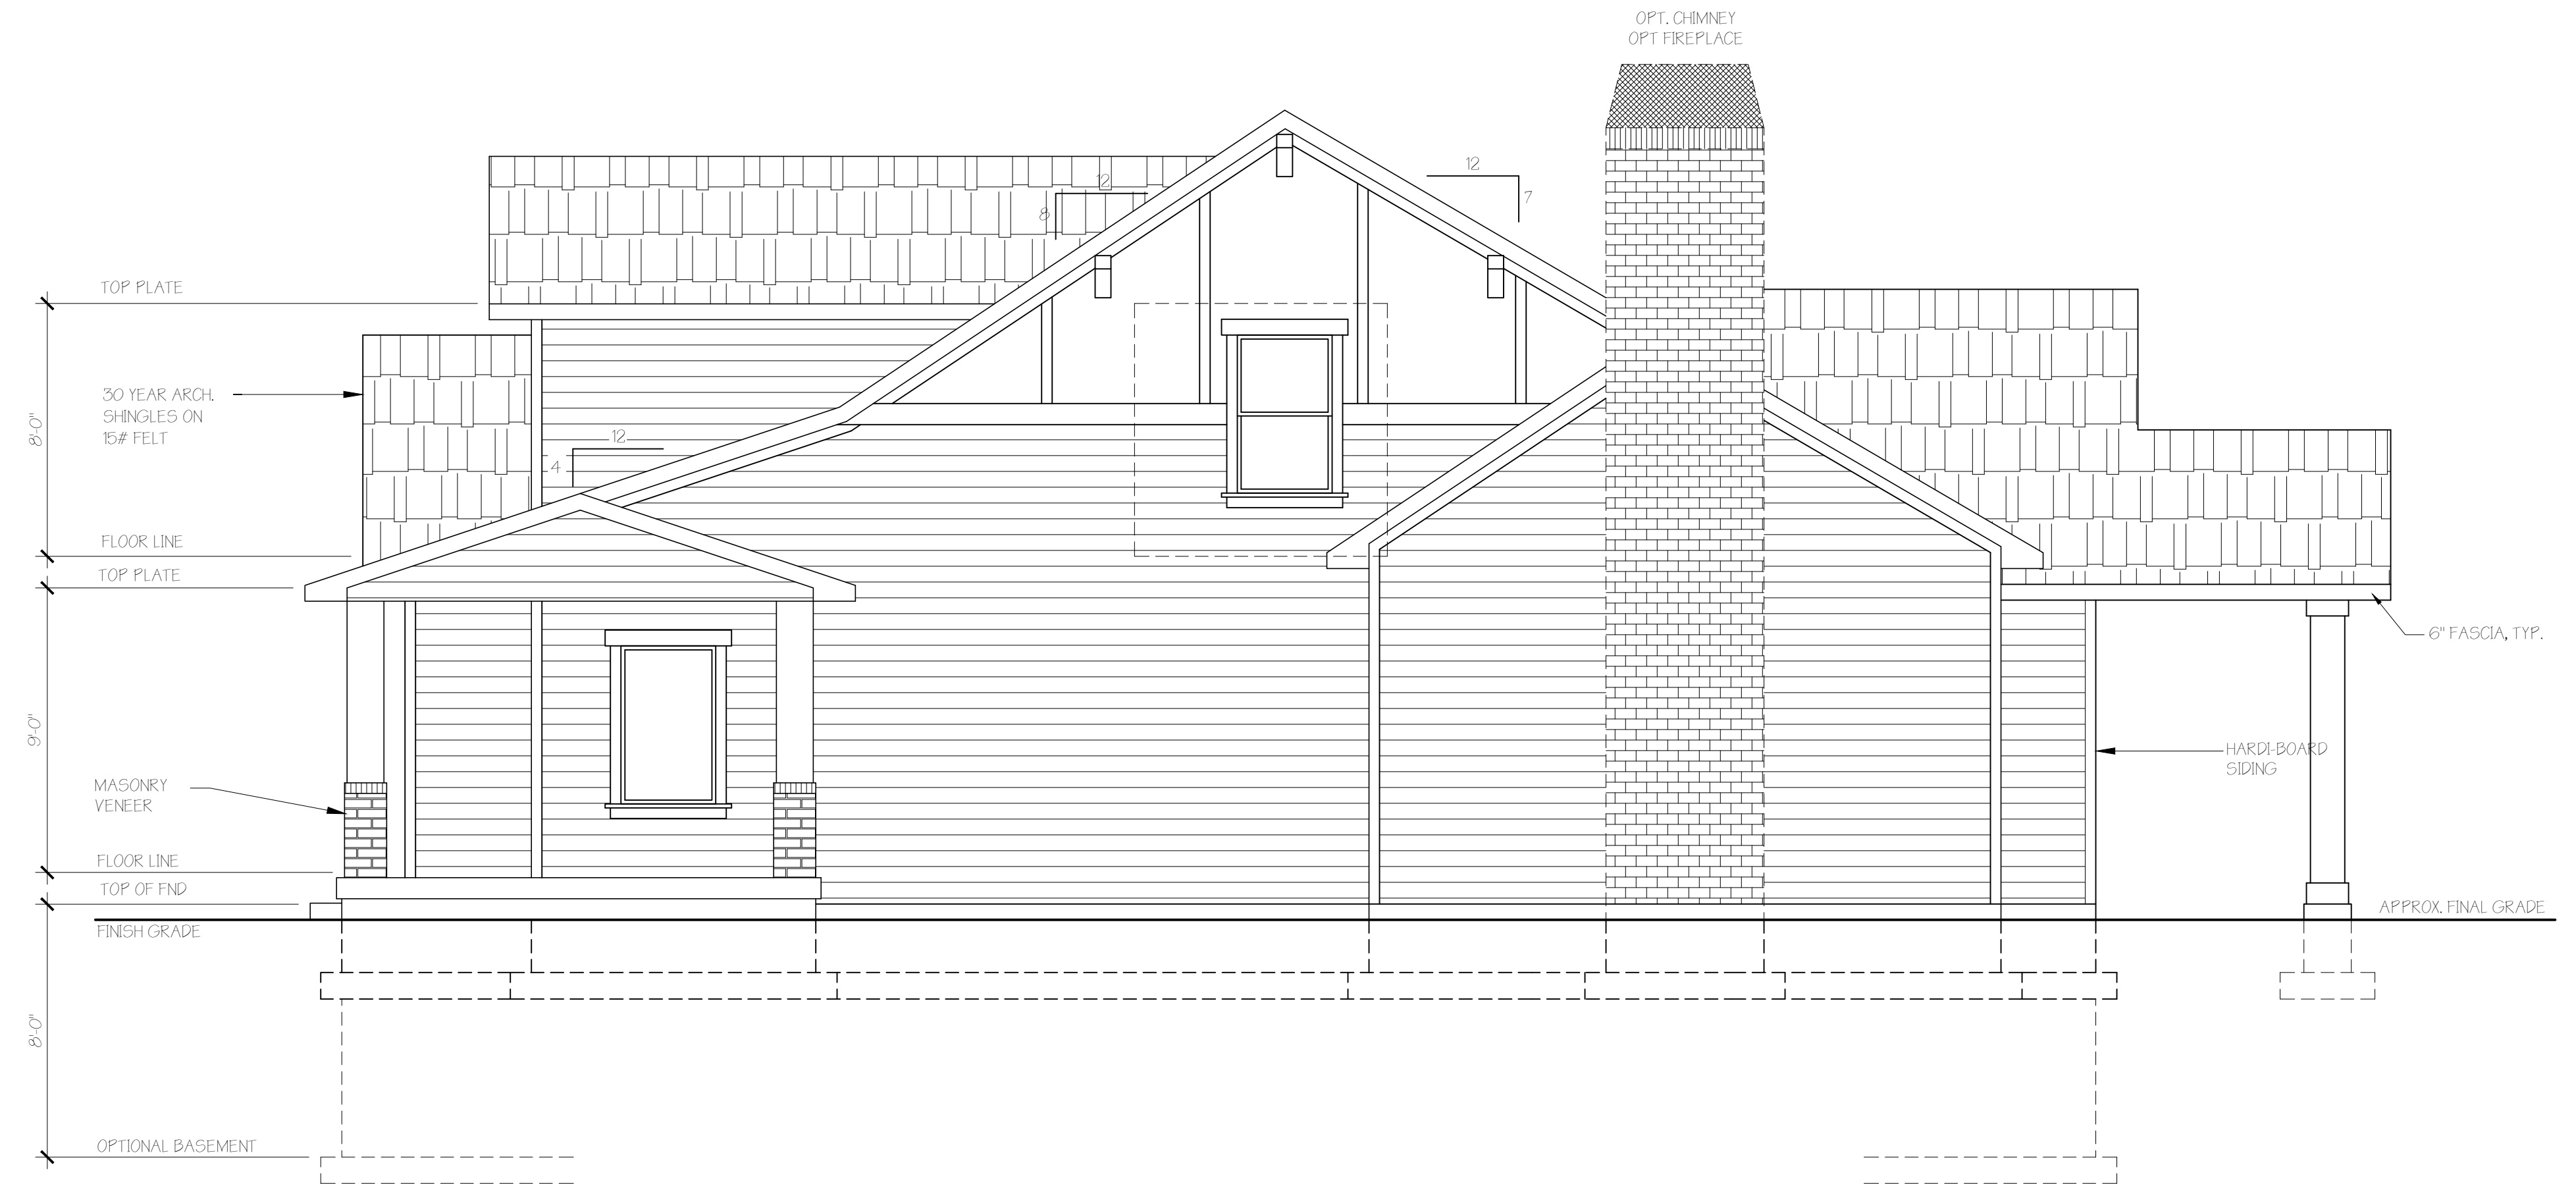 OPT. CHIMNEY
OPT FIREPLACE
12
7
12
8
TOP PLATE
8'-0"
30 YEAR ARCH.
SHINGLES ON
15# FELT
12
4
FLOOR LINE
TOP PLATE
6" FASCIA, TYP.
9'-0"
HARDI-BOARD
SIDING
MASONRY
VENEER
FLOOR LINE
TOP OF FND
APPROX. FINAL GRADE
FINISH GRADE
8'-0"
OPTIONAL BASEMENT